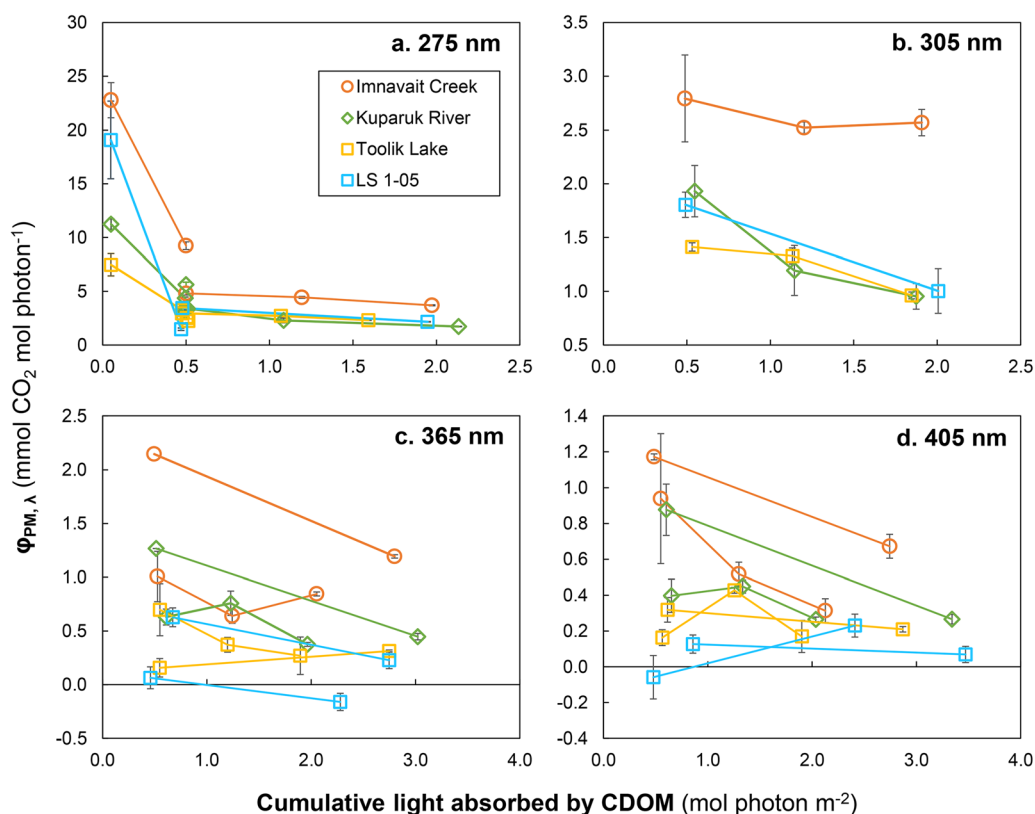 a. 275 nm
30
25
20
15
10
5
0
0.0 0.5 1.0 1.5 2.0 2.5
Imnavait Creek
Kuparuk River
Toolik Lake
LS 1-05
b. 305 nm
3.5
3.0
2.5
2.0
1.5
1.0
0.5
0.0 0.5 1.0 1.5 2.0 2.5
φPM, λ (mmol CO2 mol photon-1)
c. 365 nm
2.5
2.0
1.5
1.0
0.5
0.0
-0.5
0.0 1.0 2.0 3.0 4.0
d. 405 nm
1.4
1.2
1.0
0.8
0.6
0.4
0.2
0.0
-0.2
-0.4
0.0 1.0 2.0 3.0 4.0
Cumulative light absorbed by CDOM (mol photon m-2)